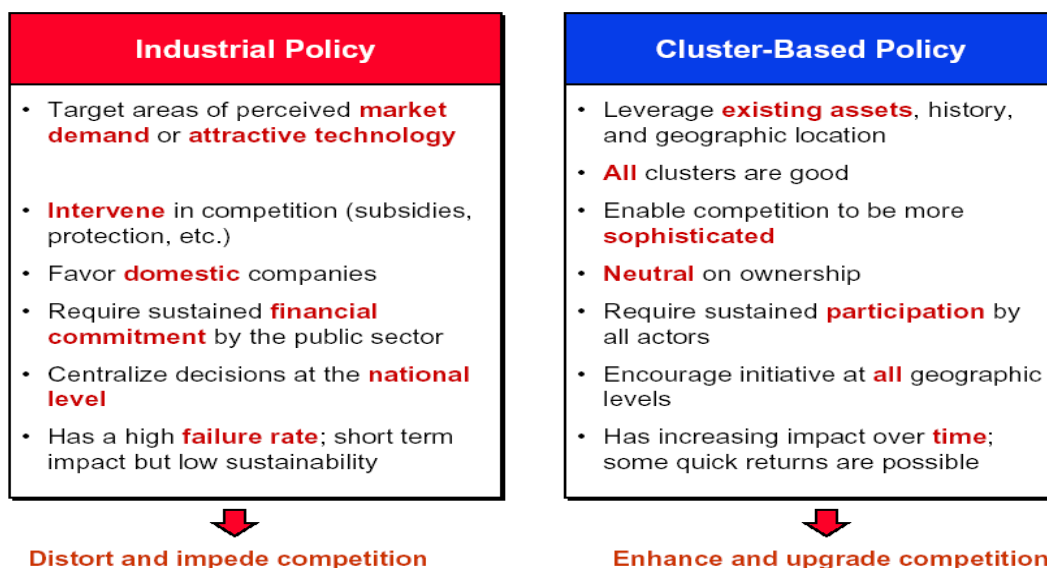 Industrial Policy
• Target areas of perceived market
demand or attractive technology
• Intervene in competition (subsidies,
protection, etc.)
• Favor domestic companies
• Require sustained financial
commitment by the public sector
• Centralize decisions at the national
level
• Has a high failure rate; short term
impact but low sustainability
Distort and impede competition
Cluster-Based Policy
• Leverage existing assets, history,
and geographic location
• All clusters are good
• Enable competition to be more
sophisticated
• Neutral on ownership
• Require sustained participation by
all actors
• Encourage initiative at all geographic
levels
• Has increasing impact over time;
some quick returns are possible
Enhance and upgrade competition